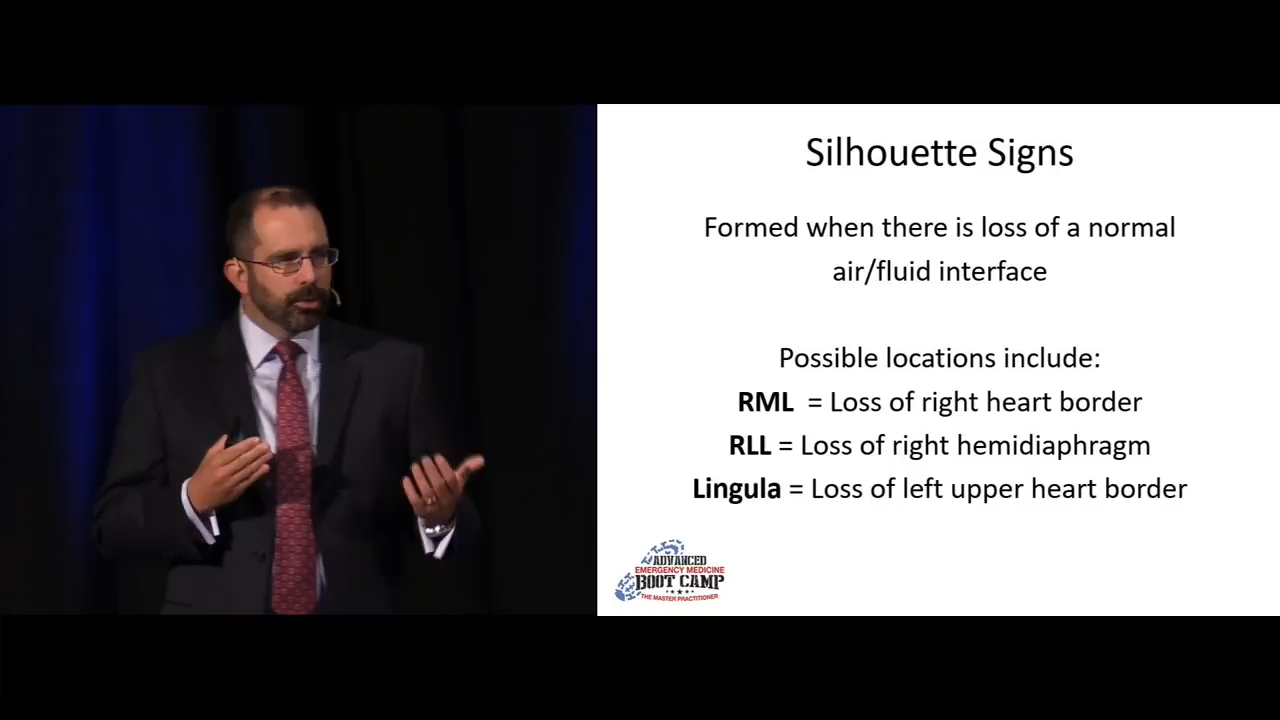 Silhouette Signs
Formed when there is loss of a normal
air/fluid interface
Possible locations include:
RML = Loss of right heart border
RLL = Loss of right hemidiaphragm
Lingula = Loss of left upper heart border
ADVANCED
EMERGENCY MEDICINE
BOOT CAMP
THE MASTER PRACTITIONER